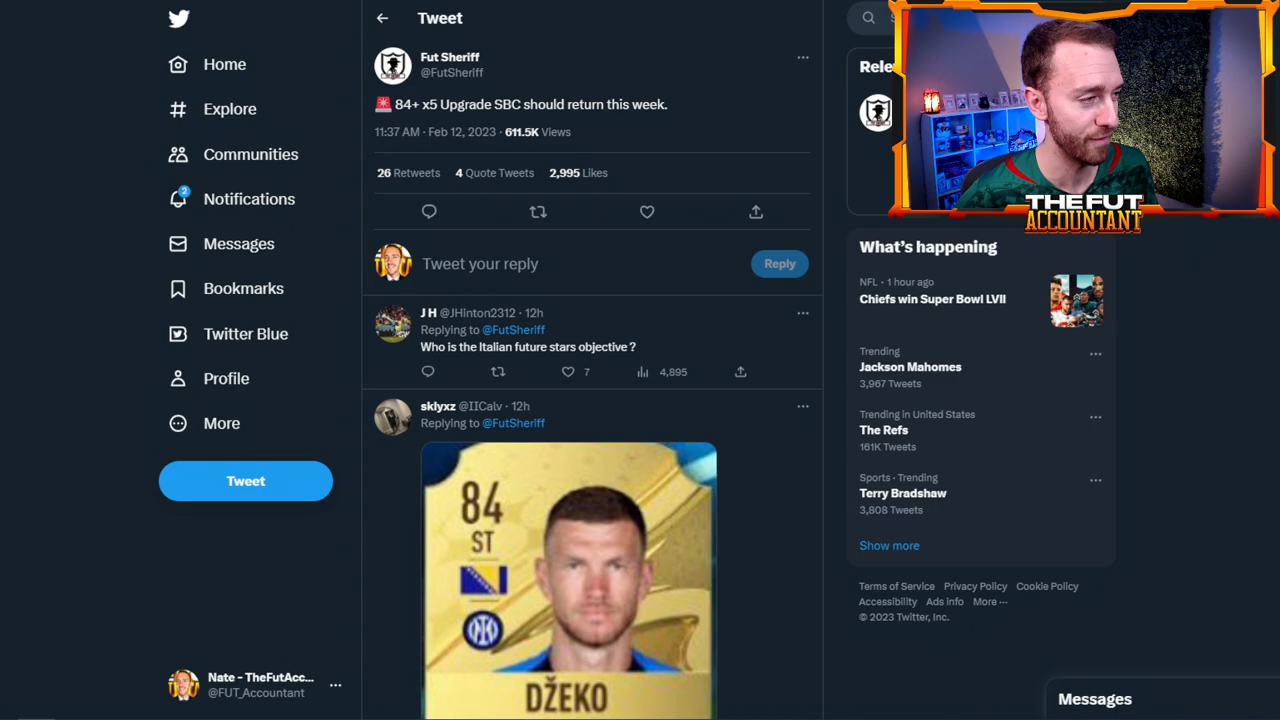 Home
Explore
Communities
2
Notifications
Messages
Bookmarks
Twitter Blue
Profile
More
Tweet
Nate - TheFutAcc...
@FUT_Accountant
Tweet
Fut Sheriff
@FutSheriff
🚨 84+ x5 Upgrade SBC should return this week.
11:37 AM · Feb 12, 2023 · 611.5K Views
26 Retweets 4 Quote Tweets 2,995 Likes
Tweet your reply
Reply
J H @JHinton2312 · 12h
Replying to @FutSheriff
Who is the Italian future stars objective ?
7 4,895
sklyxz @IICalv · 12h
Replying to @FutSheriff
84
ST
DŽEKO
Rele
THE FUT
ACCOUNTANT
What's happening
NFL · 1 hour ago
Chiefs win Super Bowl LVII
Trending
Jackson Mahomes
3,967 Tweets
Trending in United States
The Refs
161K Tweets
Sports · Trending
Terry Bradshaw
3,808 Tweets
Show more
Terms of Service Privacy Policy Cookie Policy
Accessibility Ads info More ···
© 2023 Twitter, Inc.
Messages